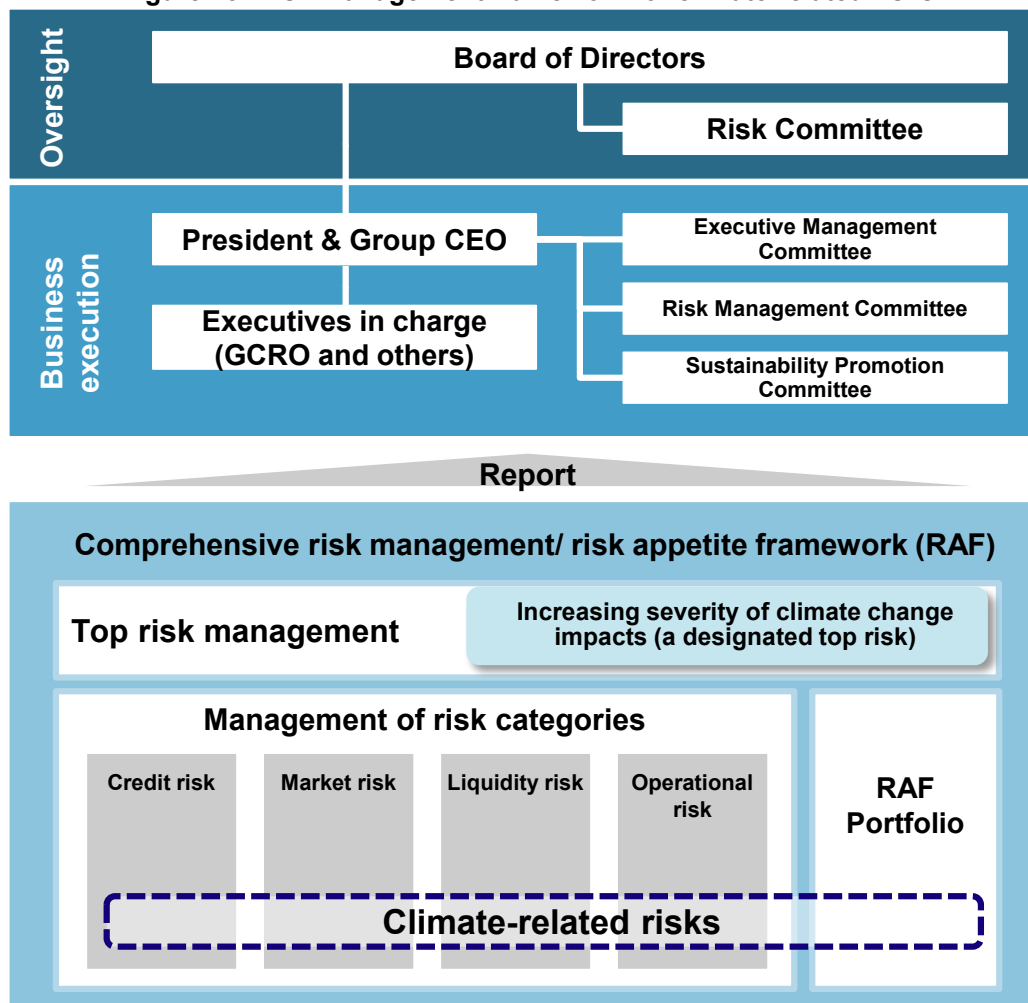 Oversight
Board of Directors
Risk Committee
Business
execution
President & Group CEO
Executive Management
Committee
Risk Management Committee
Executives in charge
(GCRO and others)
Sustainability Promotion
Committee
Report
Comprehensive risk management/ risk appetite framework (RAF)
Top risk management
Increasing severity of climate change
impacts (a designated top risk)
Management of risk categories
Credit risk
Market risk
Liquidity risk
Operational
risk
RAF
Portfolio
Climate-related risks